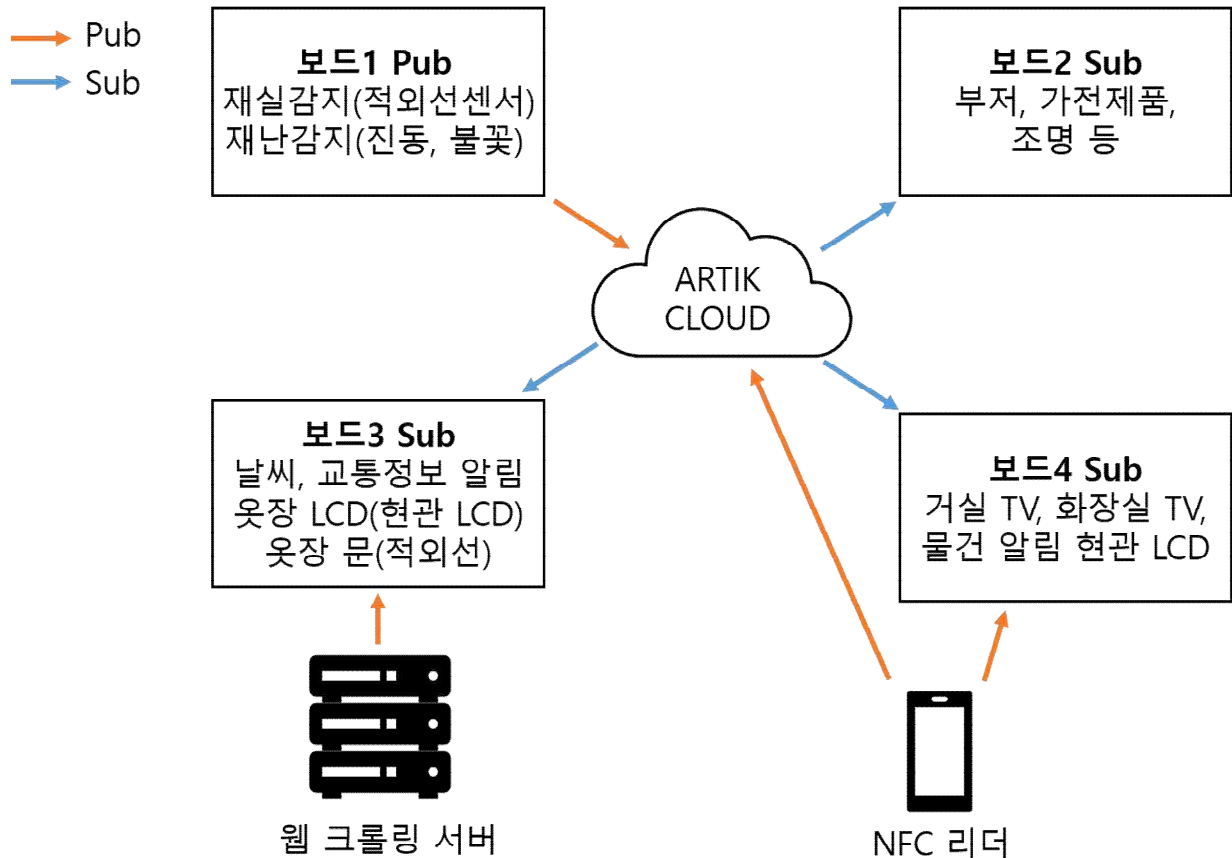 Pub
Sub
보드1 Pub
재실감지(적외선센서)
재난감지(진동, 불꽃)
보드2 Sub
부저, 가전제품,
조명 등
ARTIK
CLOUD
보드3 Sub
날씨, 교통정보 알림
옷장 LCD(현관 LCD)
옷장 문(적외선)
보드4 Sub
거실 TV, 화장실 TV,
물건 알림 현관 LCD
웹 크롤링 서버
NFC 리더